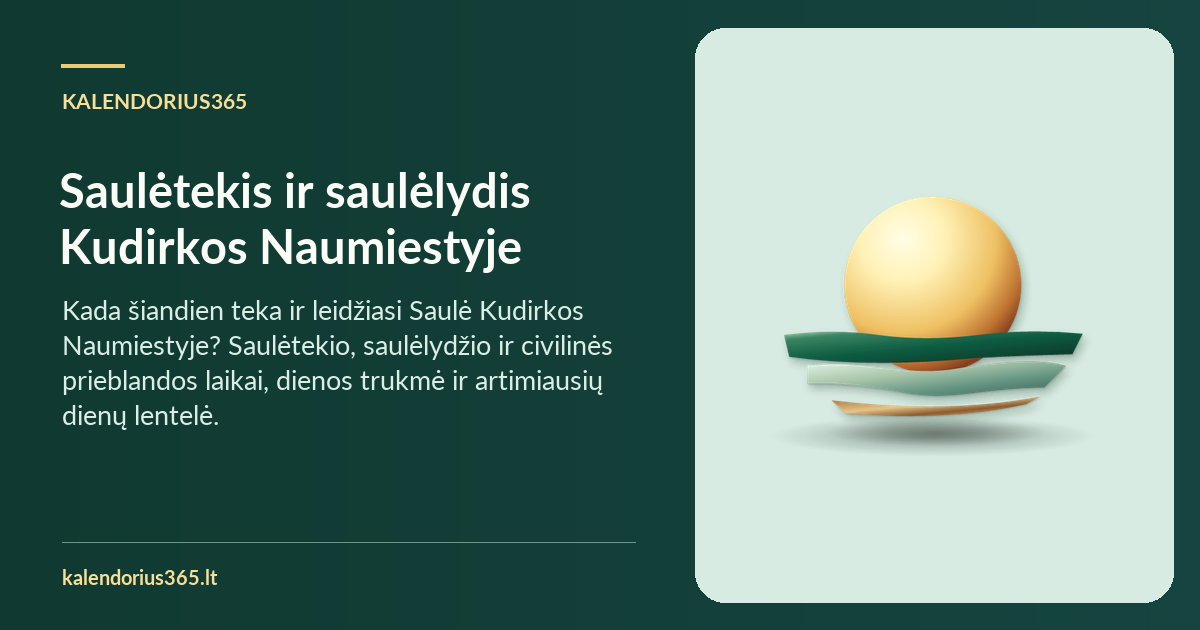 KALENDORIUS365
Saulėtekis ir saulėlydis
Kudirkos Naumiestyje
Kada šiandien teka ir leidžiasi Saulė Kudirkos
Naumiestyje? Saulėtekio, saulėlydžio ir civilinės
prieblandos laikai, dienos trukmė ir artimiausių
dienų lentelė.
kalendorius365.lt